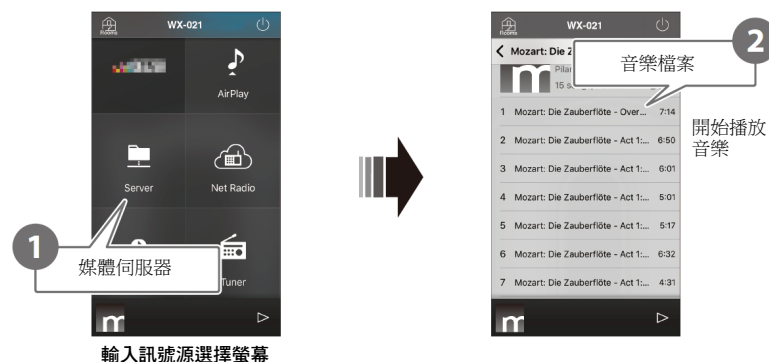 Rooms
WX-021
AirPlay
Server
Net Radio
Tuner
1
媒體伺服器
輸入訊號源選擇螢幕
Rooms
WX-021
Mozart: Die
2
音樂檔案
15
1 Mozart: Die Zauberflöte - Over... 7:14
2 Mozart: Die Zauberflöte - Act 1:... 6:50
3 Mozart: Die Zauberflöte - Act 1:... 6:01
4 Mozart: Die Zauberflöte - Act 1:... 5:01
5 Mozart: Die Zauberflöte - Act 1:... 5:17
6 Mozart: Die Zauberflöte - Act 1:... 6:32
7 Mozart: Die Zauberflöte - Act 1:... 4:31
開始播放
音樂